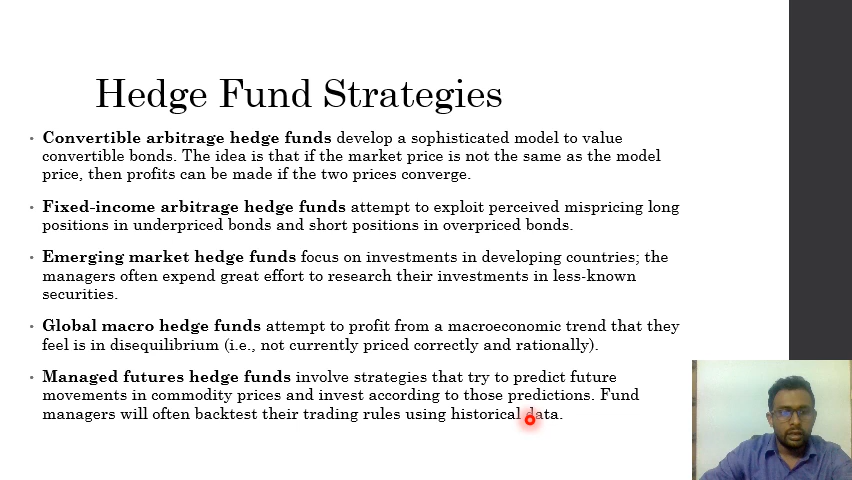 Hedge Fund Strategies
• Convertible arbitrage hedge funds develop a sophisticated model to value
convertible bonds. The idea is that if the market price is not the same as the model
price, then profits can be made if the two prices converge.
• Fixed-income arbitrage hedge funds attempt to exploit perceived mispricing long
positions in underpriced bonds and short positions in overpriced bonds.
• Emerging market hedge funds focus on investments in developing countries; the
managers often expend great effort to research their investments in less-known
securities.
• Global macro hedge funds attempt to profit from a macroeconomic trend that they
feel is in disequilibrium (i.e., not currently priced correctly and rationally).
• Managed futures hedge funds involve strategies that try to predict future
movements in commodity prices and invest according to those predictions. Fund
managers will often backtest their trading rules using historical data.